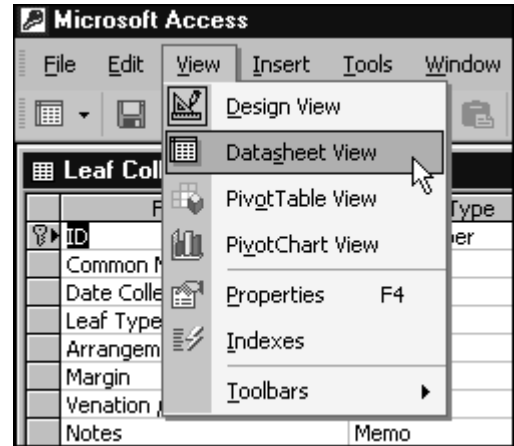 Microsoft Access
File Edit View Insert Tools Window
Design View
Datasheet View
Leaf Coll
PivotTable View
F Type
ID er
PivotChart View
Common N
Date Colle
Properties F4
Leaf Type
Indexes
Arrangem
Margin
Toolbars
Venation
Notes Memo